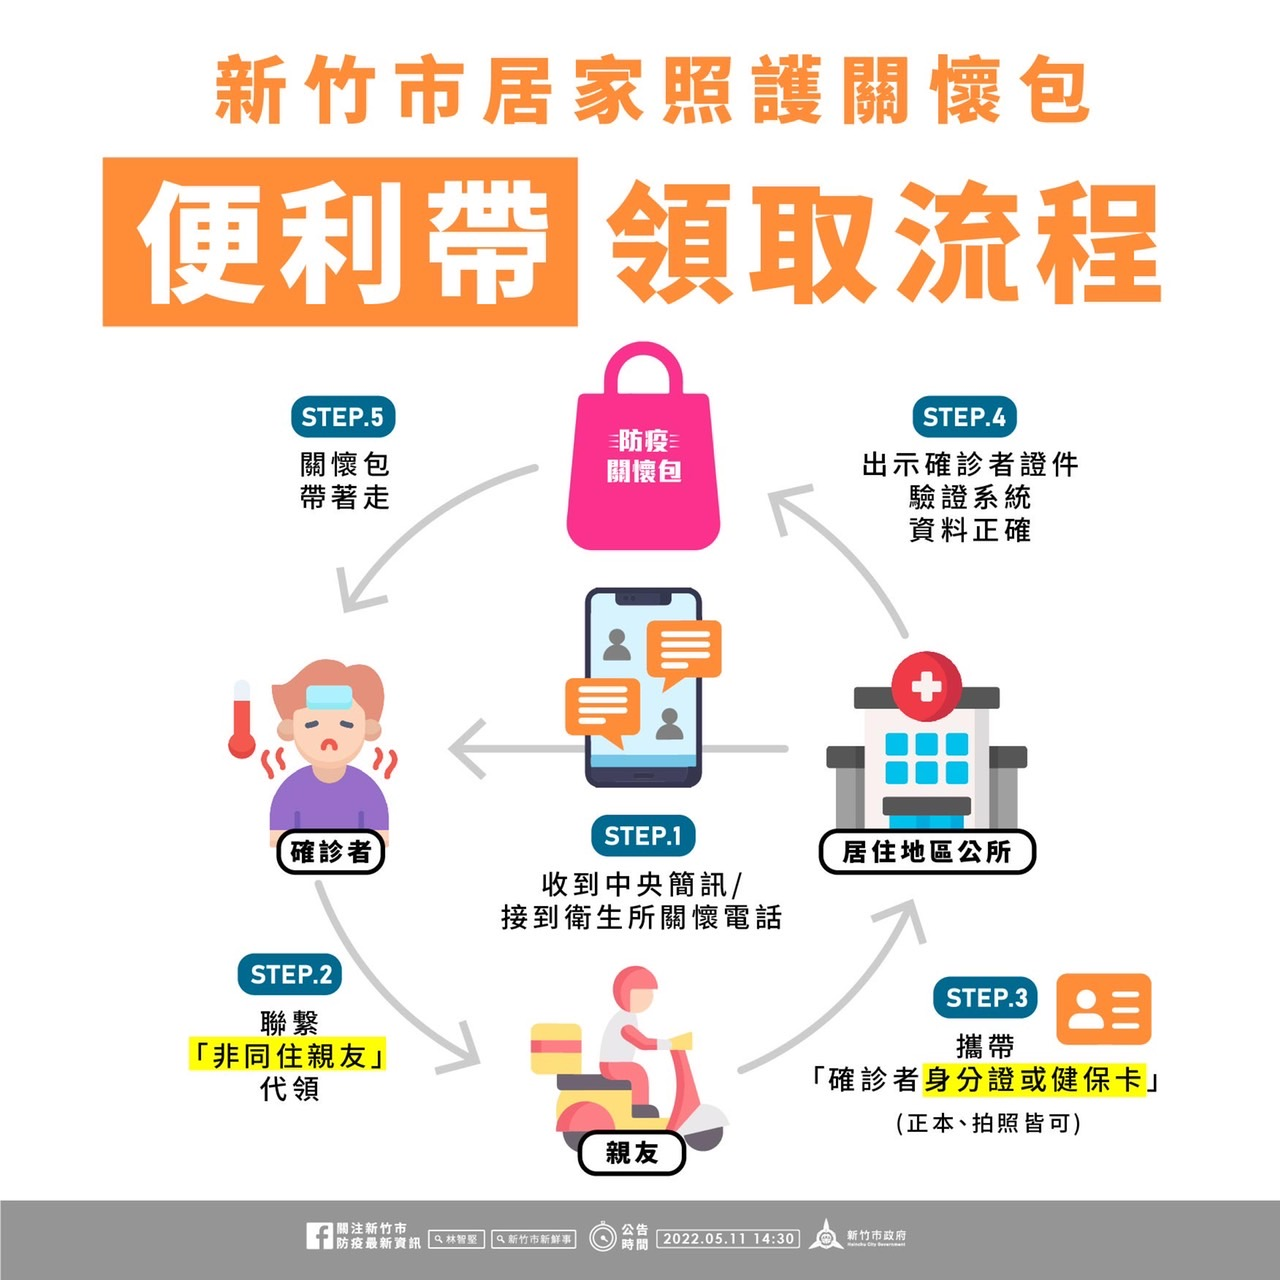 新竹市居家照護關懷包
便利帶 領取流程
防疫
關懷包
STEP.5
關懷包
帶著走
STEP.4
出示確診者證件
驗證系統
資料正確
確診者
STEP.1
收到中央簡訊/
接到衛生所關懷電話
居住地區公所
STEP.2
聯繫
「非同住親友」
代領
親友
STEP.3
攜帶
「確診者身分證或健保卡」
(正本、拍照皆可)
關注新竹市
防疫最新資訊
林智堅
新竹市新鮮事
公告
時間
2022.05.11 14:30
新竹市政府
Hsinchu City Government